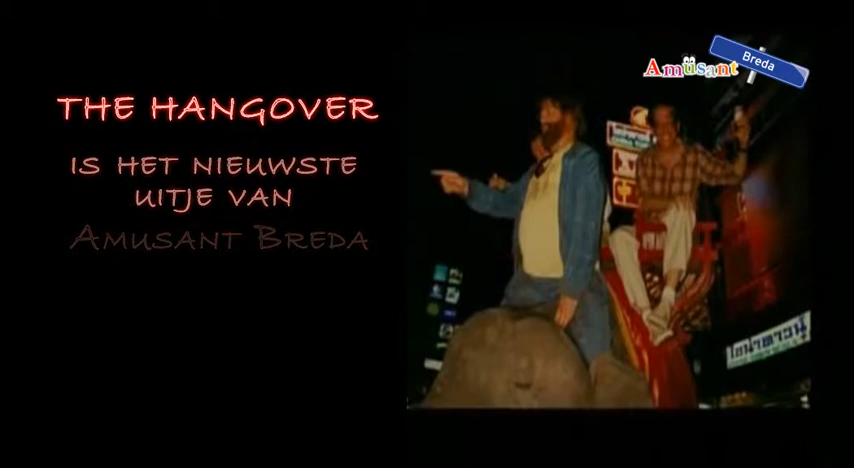 Breda
Amüsant
THE HANGOVER
IS HET NIEUWSTE
UITJE VAN
AMUSANT BREDA